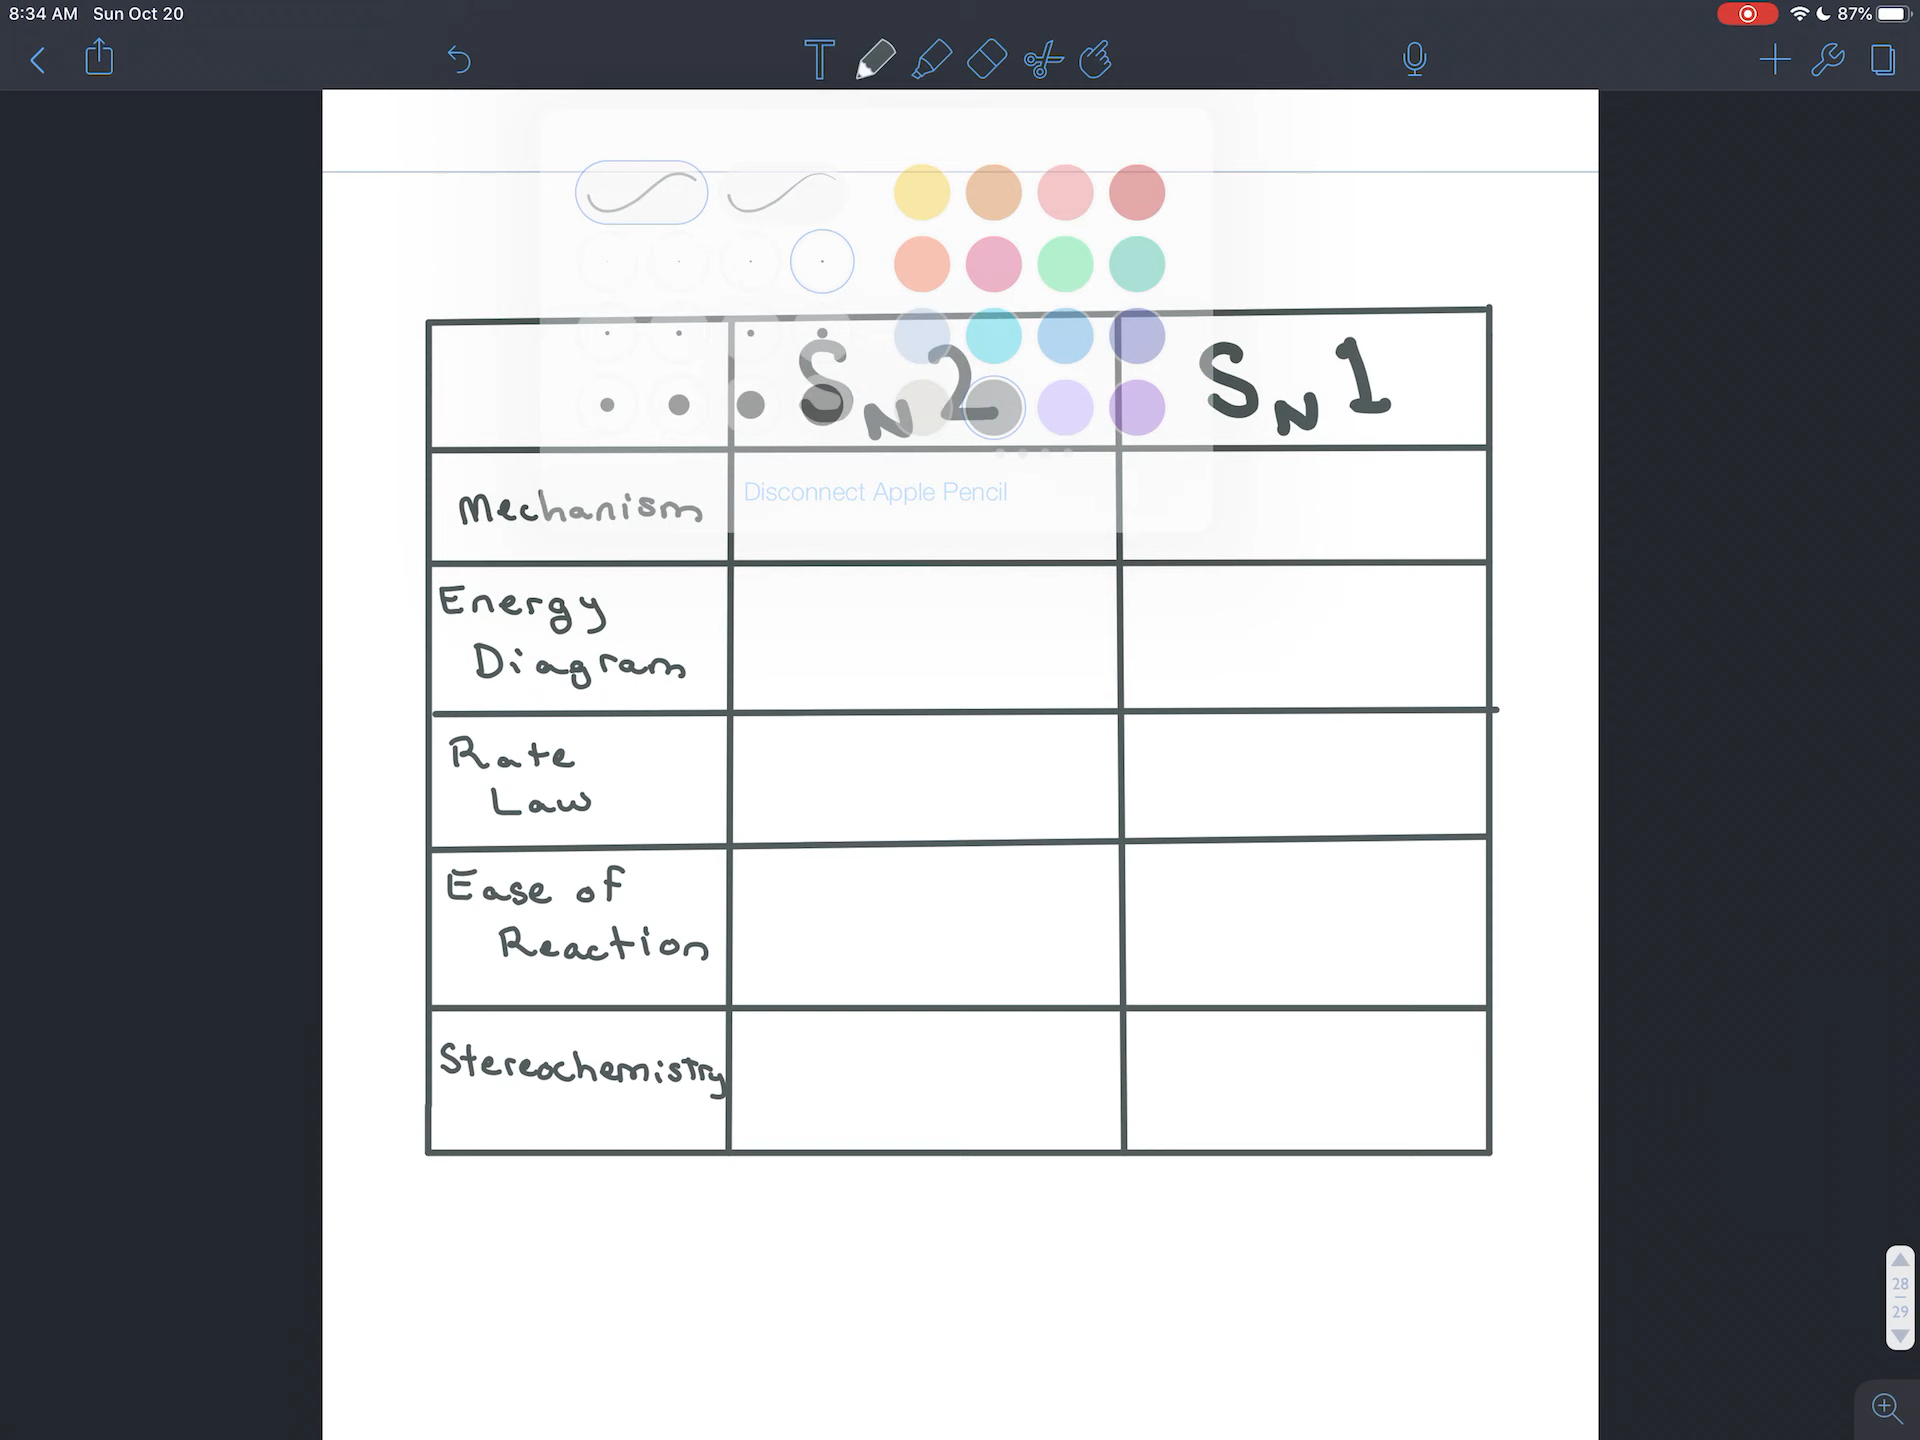 8:34 AM Sun Oct 20
87%
SN2 SN1
Mechanism
Disconnect Apple Pencil
Energy
Diagram
Rate
Law
Ease of
Reaction
Stereochemistry
28
29